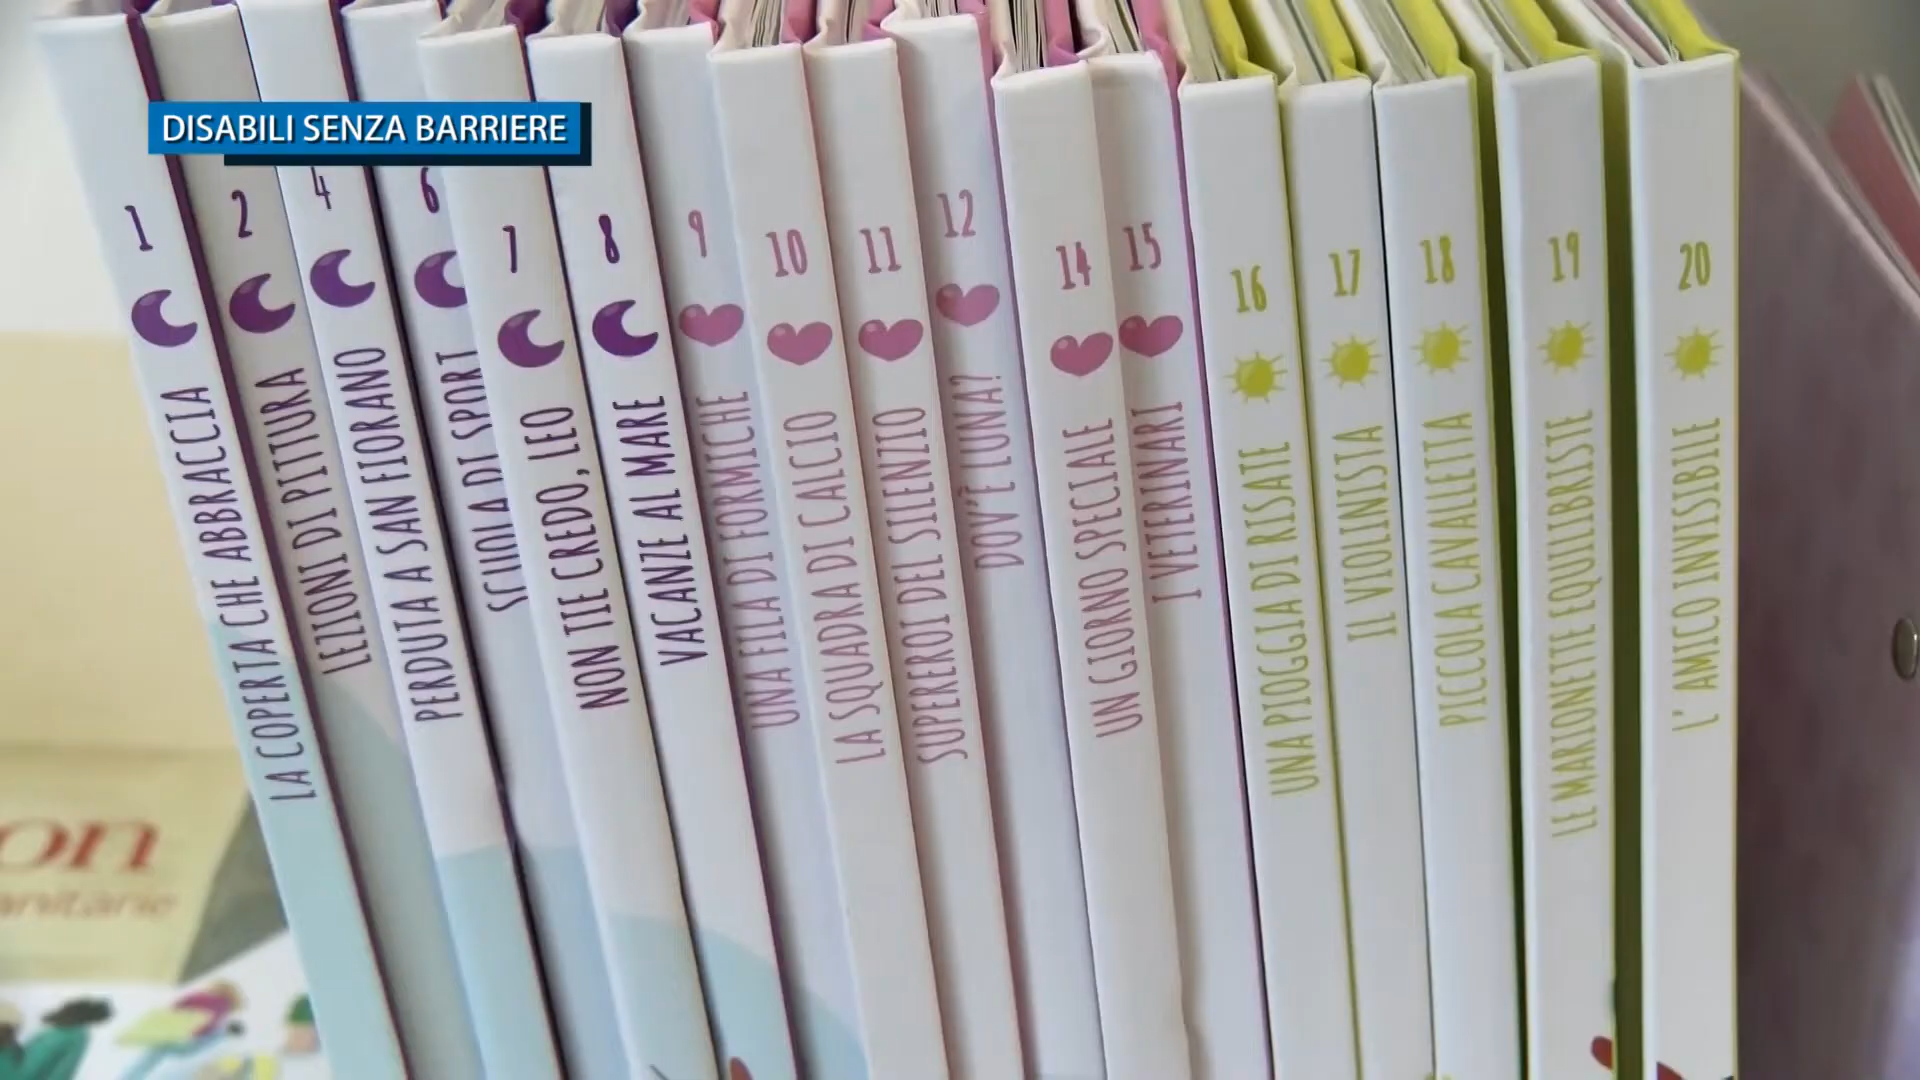 DISABILI SENZA BARRIERE
1
LA COPERTA CHE ABBRACCIA
2
LEZIONI DI PITTURA
4
PERDUTA A SAN FIORANO
6
SCUOLA DI SPORT
7
NON TIE CREDO, LEO
8
VACANZE AL MARE
9
UNA FILA DI FORMICHE
10
LA SQUADRA DI CALCIO
11
SUPEREROI DEL SILENZIO
12
DOV'È LUNA?
14
UN GIORNO SPECIALE
15
I VETERINARI
16
UNA PIOGGIA DI RISATE
17
IL VIOLINISTA
18
PICCOLA CAVALLETTA
19
LE MARIONETTE EQUILIBRISTE
20
L' AMICO INVISIBILE
on
anitarie